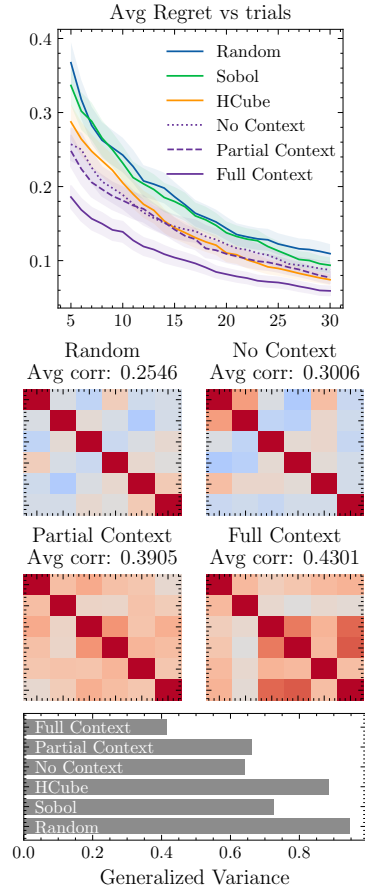 Avg Regret vs trials
0.4
0.3
0.2
0.1
Random
Sobol
HCube
No Context
Partial Context
Full Context
5 10 15 20 25 30
Random No Context
Avg corr: 0.2546 Avg corr: 0.3006
Partial Context Full Context
Avg corr: 0.3905 Avg corr: 0.4301
Full Context
Partial Context
No Context
HCube
Sobol
Random
0.0 0.2 0.4 0.6 0.8
Generalized Variance